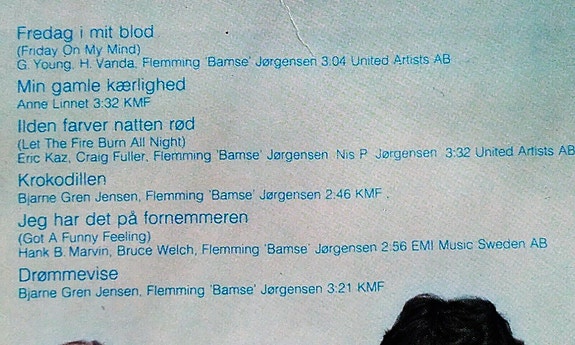 Fredag i mit blod
(Friday On My Mind)
G. Young, H. Vanda, Flemming 'Bamse' Jørgensen 3.04 United Artists AB
Min gamle kærlighed
Anne Linnet 3:32 KMF
Ilden farver natten rød
(Let The Fire Burn All Night)
Eric Kaz, Craig Fuller, Flemming 'Bamse' Jørgensen Nis P Jørgensen 3:32 United Artists AB
Krokodillen
Bjarne Gren Jensen, Flemming 'Bamse' Jørgensen 2:46 KMF
Jeg har det på fornemmeren
(Got A Funny Feeling)
Hank B. Marvin, Bruce Welch, Flemming 'Bamse' Jørgensen 2:56 EMI Music Sweden AB
Drømmevise
Bjarne Gren Jensen, Flemming 'Bamse' Jørgensen 3:21 KMF